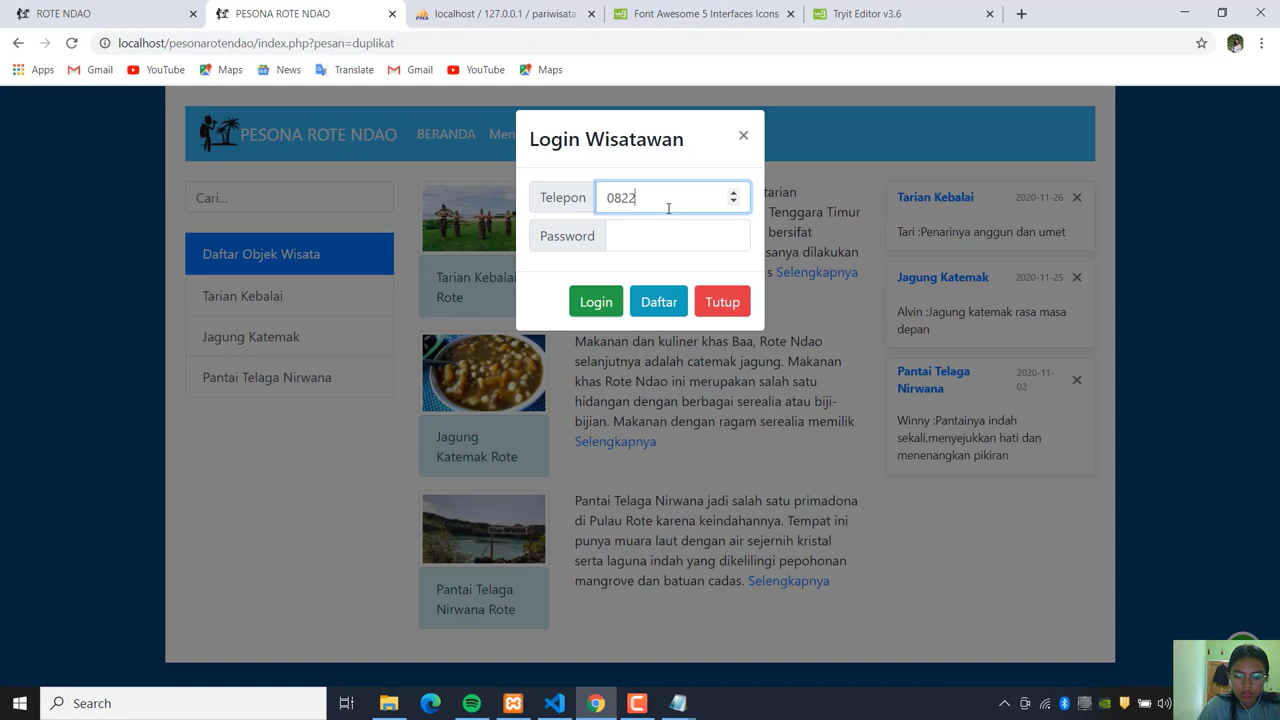 ROTE NDAO
PESONA ROTE NDAO
localhost / 127.0.0.1 / pariwisata
Font Awesome 5 Interfaces Icons
Tryit Editor v3.6
localhost/pesonarotendao/index.php?pesan=duplikat
Apps
Gmail
YouTube
Maps
News
Translate
Gmail
YouTube
Maps
PESONA ROTE NDAO
BERANDA
Men
Login Wisatawan
Telepon
0822
Password
Login
Daftar
Tutup
Cari...
Daftar Objek Wisata
Tarian Kebalai
Jagung Katemak
Pantai Telaga Nirwana
Tarian Kebalai
Rote
tarian
Tenggara Timur
bersifat
sanya dilakukan
s Selengkapnya
Jagung
Katemak Rote
Makanan dan kuliner khas Baa, Rote Ndao
selanjutnya adalah catemak jagung. Makanan
khas Rote Ndao ini merupakan salah satu
hidangan dengan berbagai serealia atau biji-
bijian. Makanan dengan ragam serealia memilik
Selengkapnya
Pantai Telaga
Nirwana Rote
Pantai Telaga Nirwana jadi salah satu primadona
di Pulau Rote karena keindahannya. Tempat ini
punya muara laut dengan air sejernih kristal
serta laguna indah yang dikelilingi pepohonan
mangrove dan batuan cadas. Selengkapnya
Tarian Kebalai
2020-11-26
Tari :Penarinya anggun dan umet
Jagung Katemak
2020-11-25
Alvin :Jagung katemak rasa masa
depan
Pantai Telaga
Nirwana
2020-11-
02
Winny :Pantainya indah
sekali,menyejukkan hati dan
menenangkan pikiran
Search